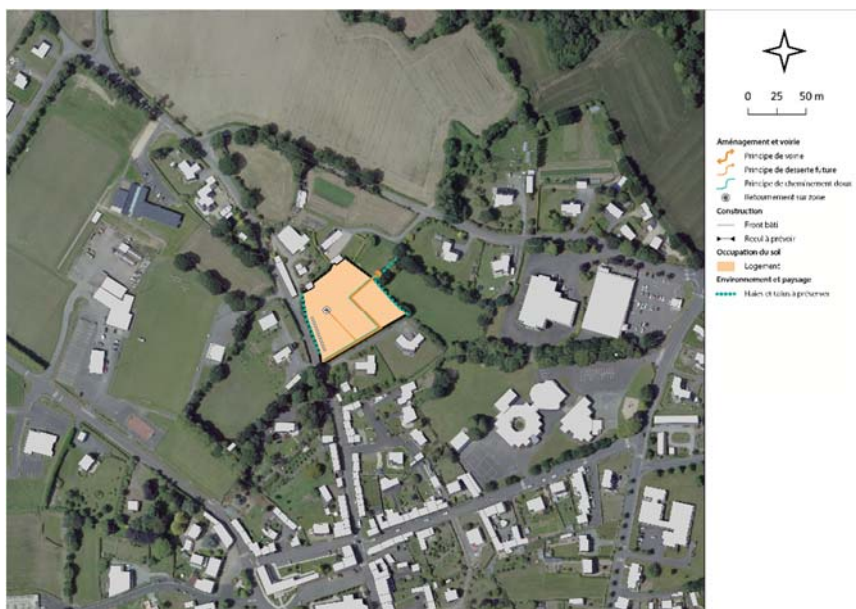 0 25 50 m
Aménagement et voirie
Principe de voirie
Principe de desserte future
Principe de cheminement doux
Retournement sur zone
Construction
Front bâti
Recul à prévoir
Occupation du sol
Logement
Environnement et paysage
Haies et talus à préserver